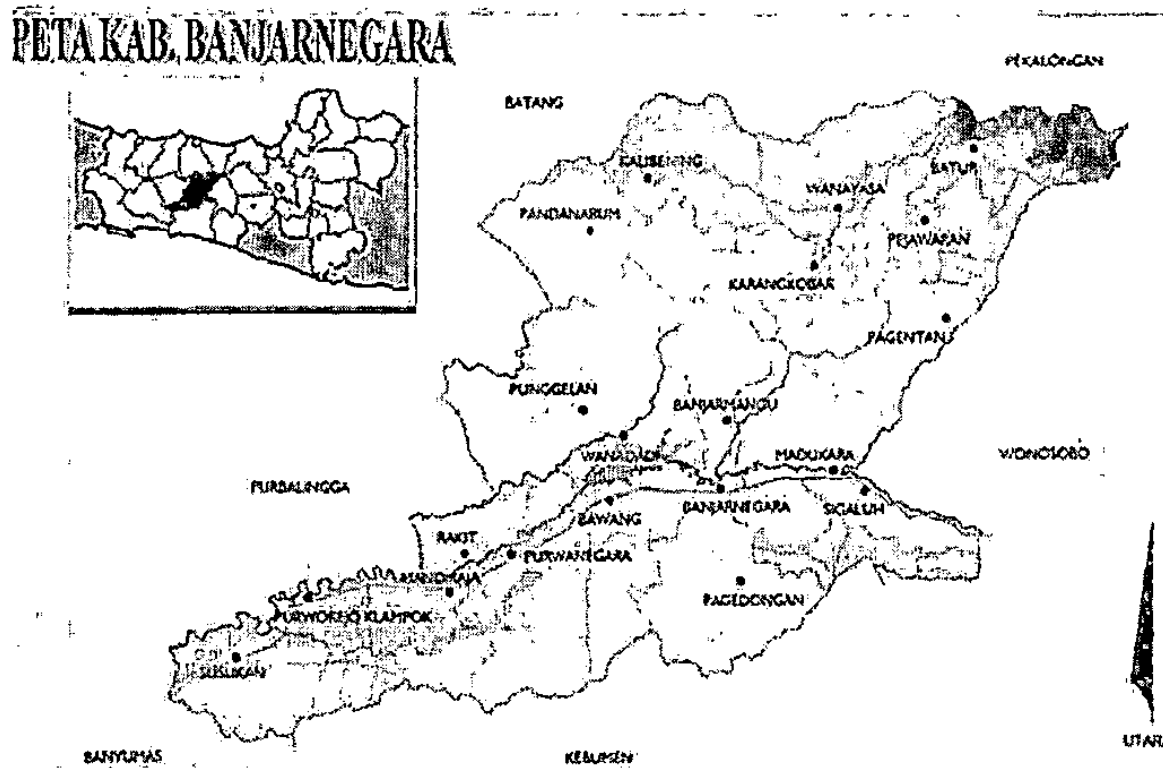 PETA KAB. BANJARNEGARA
PEKALONGAN
BATANG
KALIBENING
BATUR
WANAYASA
PANDANARUM
PEJAWARAN
KARANGKOBAR
PAGENTAN
PUNGGELAN
BANJARMANGU
WANADADI
MADUKARA
WONOSOBO
PURBALINGGA
BANJARNEGARA
SIGALUH
BAWANG
RAKIT
PURWANEGARA
MANDIRAJA
PAGEDONGAN
PURWOREJO KLAMPOK
SUSUKAN
UTARA
BANYUMAS
KEBUMEN